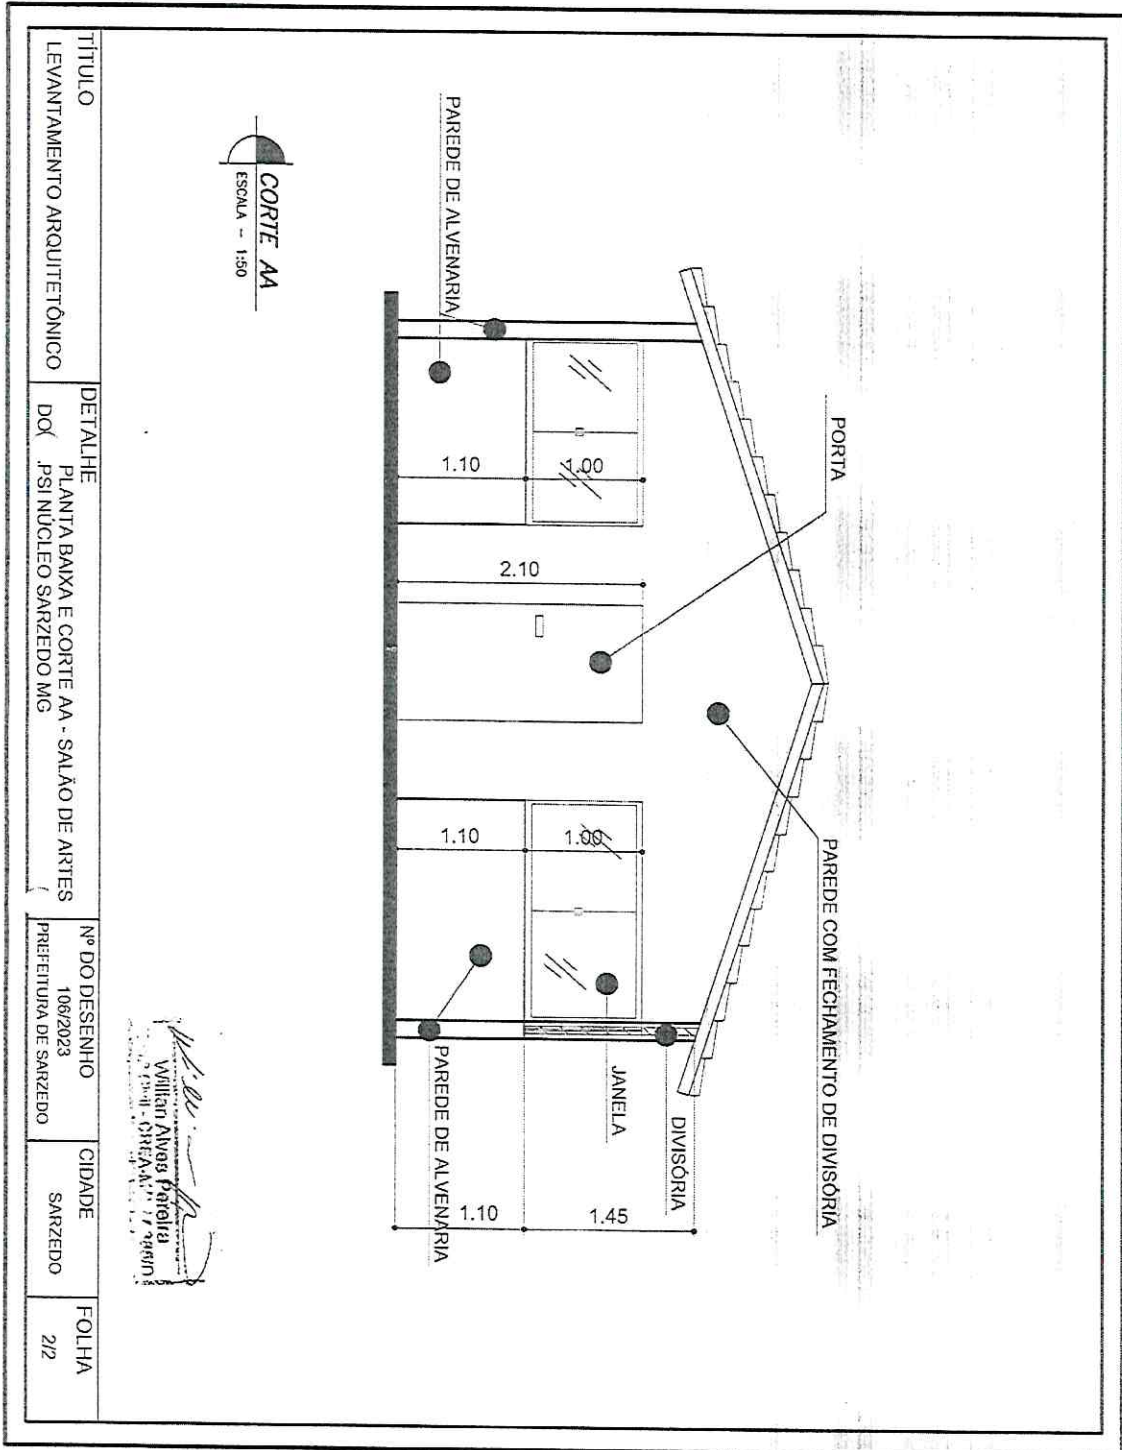 PORTA
PAREDE COM FECHAMENTO DE DIVISÓRIA
PAREDE DE ALVENARIA
1.10
1.00
2.10
1.10
1.00
JANELA
DIVISÓRIA
PAREDE DE ALVENARIA
1.10
1.45
CORTE AA
ESCALA - 1:50
Willian Alves Pereira
TÍTULO
LEVANTAMENTO ARQUITETÔNICO
DETALHE
PLANTA BAIXA E CORTE AA - SALÃO DE ARTES
PSI NÚCLEO SARZEDO MG
Nº DO DESENHO
106/2023
PREFEITURA DE SARZEDO
CIDADE
SARZEDO
FOLHA
2/2